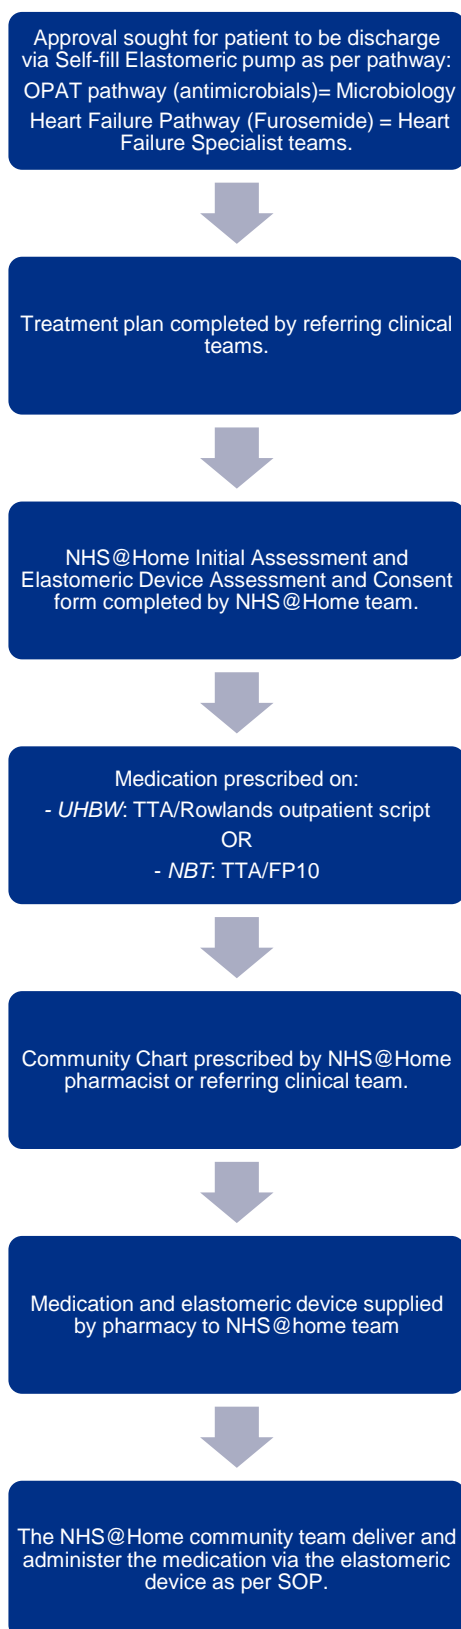 Approval sought for patient to be discharge
via Self-fill Elastomeric pump as per pathway:
OPAT pathway (antimicrobials)= Microbiology
Heart Failure Pathway (Furosemide) = Heart
Failure Specialist teams.
Treatment plan completed by referring clinical
teams.
NHS@Home Initial Assessment and
Elastomeric Device Assessment and Consent
form completed by NHS@Home team.
Medication prescribed on:
- UHBW: TTA/Rowlands outpatient script
OR
- NBT: TTA/FP10
Community Chart prescribed by NHS@Home
pharmacist or referring clinical team.
Medication and elastomeric device supplied
by pharmacy to NHS@home team
The NHS@Home community team deliver and
administer the medication via the elastomeric
device as per SOP.